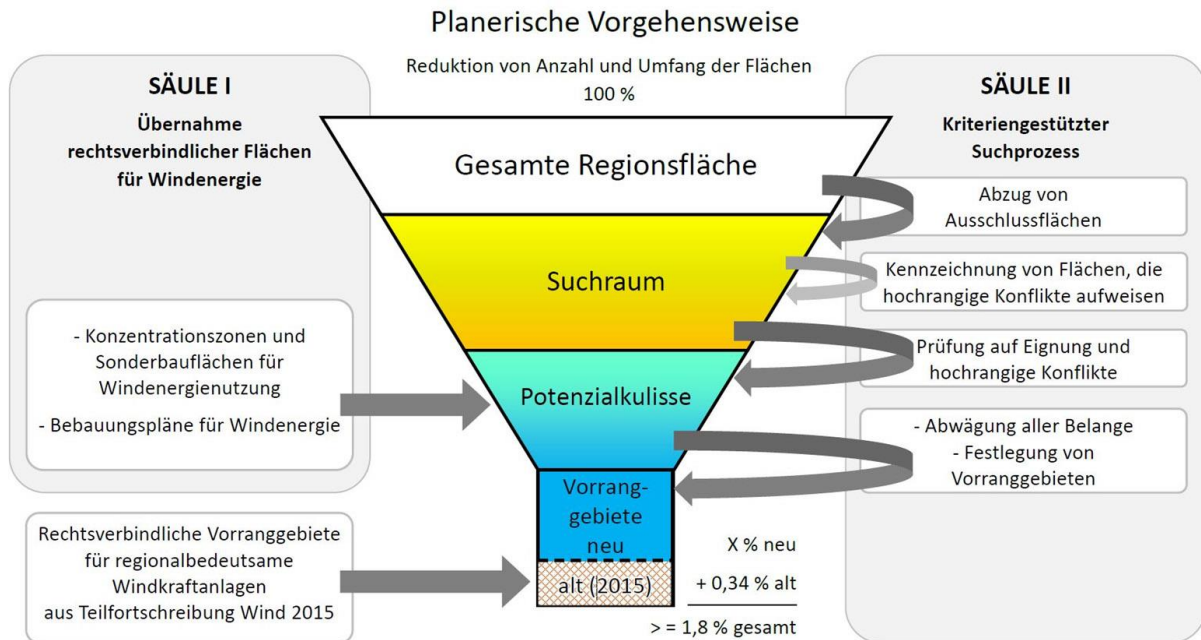 Planerische Vorgehensweise
Reduktion von Anzahl und Umfang der Flächen
100 %
SÄULE I
Übernahme
rechtsverbindlicher Flächen
für Windenergie
- Konzentrationszonen und
Sonderbauflächen für
Windenergienutzung
- Bebauungspläne für Windenergie
Rechtsverbindliche Vorranggebiete
für regionalbedeutsame
Windkraftanlagen
aus Teilfortschreibung Wind 2015
Gesamte Regionsfläche
Suchraum
Potenzialkulisse
Vorrang-
gebiete
neu
alt (2015)
X % neu
+ 0,34 % alt
> = 1,8 % gesamt
SÄULE II
Kriteriengestützter
Suchprozess
Abzug von
Ausschlussflächen
Kennzeichnung von Flächen, die
hochrangige Konflikte aufweisen
Prüfung auf Eignung und
hochrangige Konflikte
- Abwägung aller Belange
- Festlegung von
Vorranggebieten